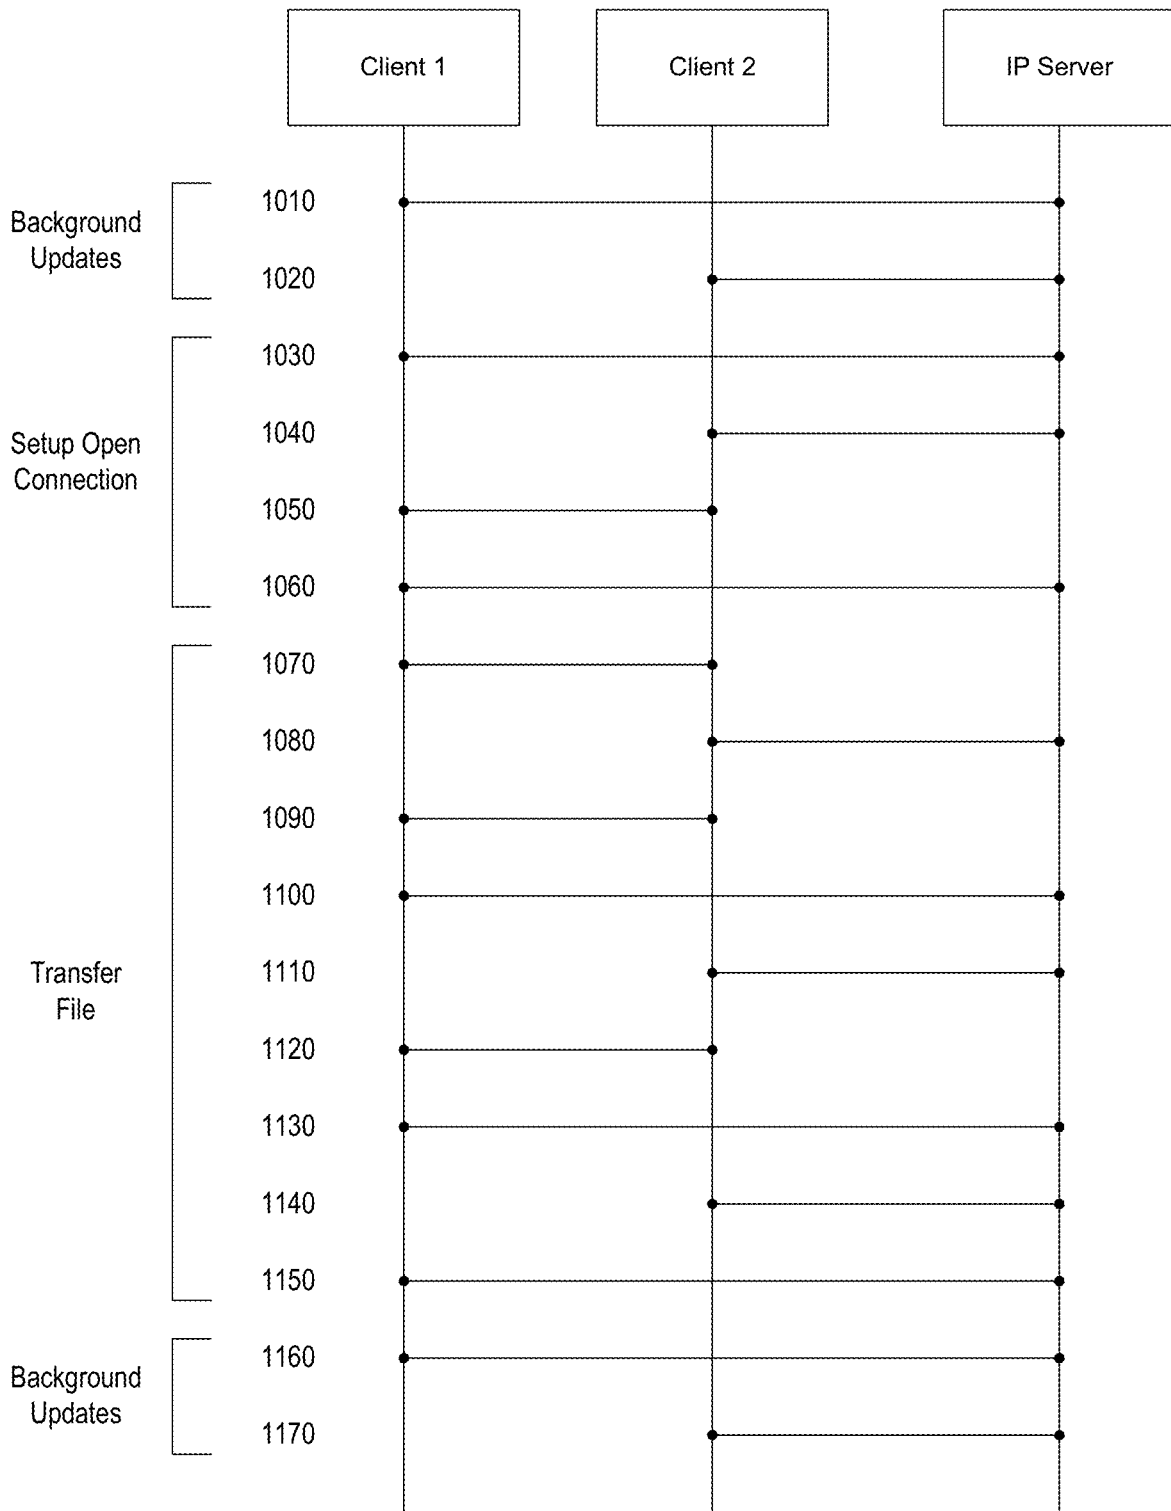 Client 1
Client 2
IP Server
Background
Updates
1010
1020
Setup Open
Connection
1030
1040
1050
1060
Transfer
File
1070
1080
1090
1100
1110
1120
1130
1140
1150
Background
Updates
1160
1170